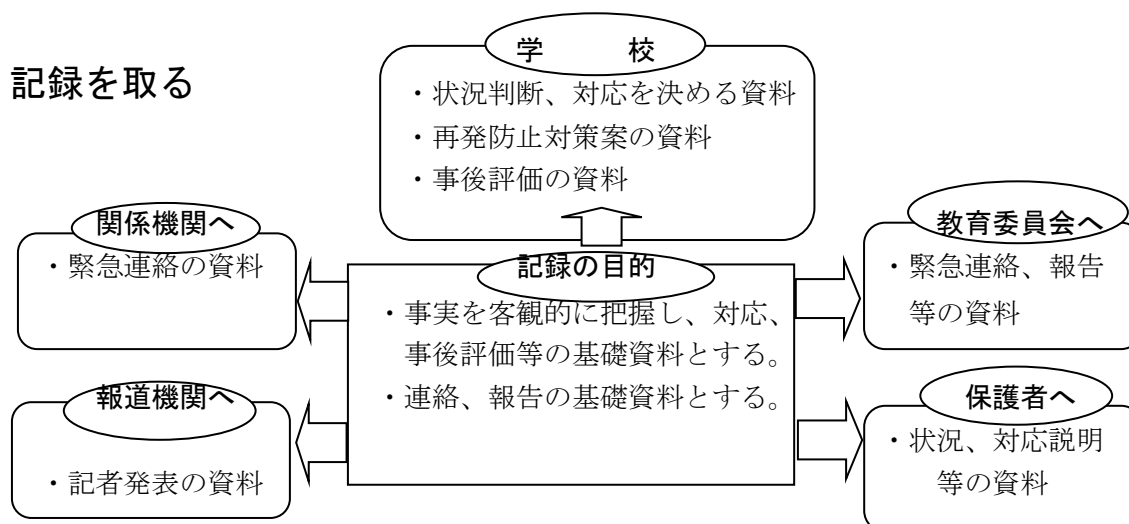 記録を取る
学　　　校
・状況判断、対応を決める資料
・再発防止対策案の資料
・事後評価の資料
関係機関へ
・緊急連絡の資料
記録の目的
・事実を客観的に把握し、対応、
事後評価等の基礎資料とする。
・連絡、報告の基礎資料とする。
教育委員会へ
・緊急連絡、報告
等の資料
報道機関へ
・記者発表の資料
保護者へ
・状況、対応説明
等の資料